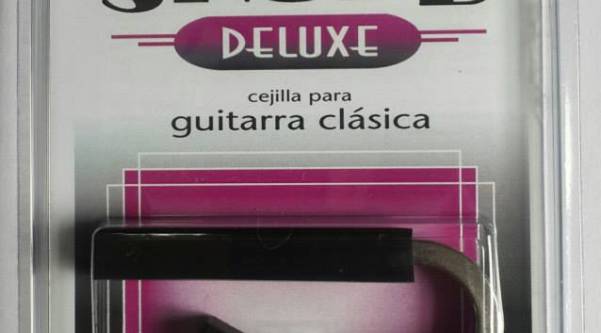 DELUXE
cejilla para
guitarra clásica